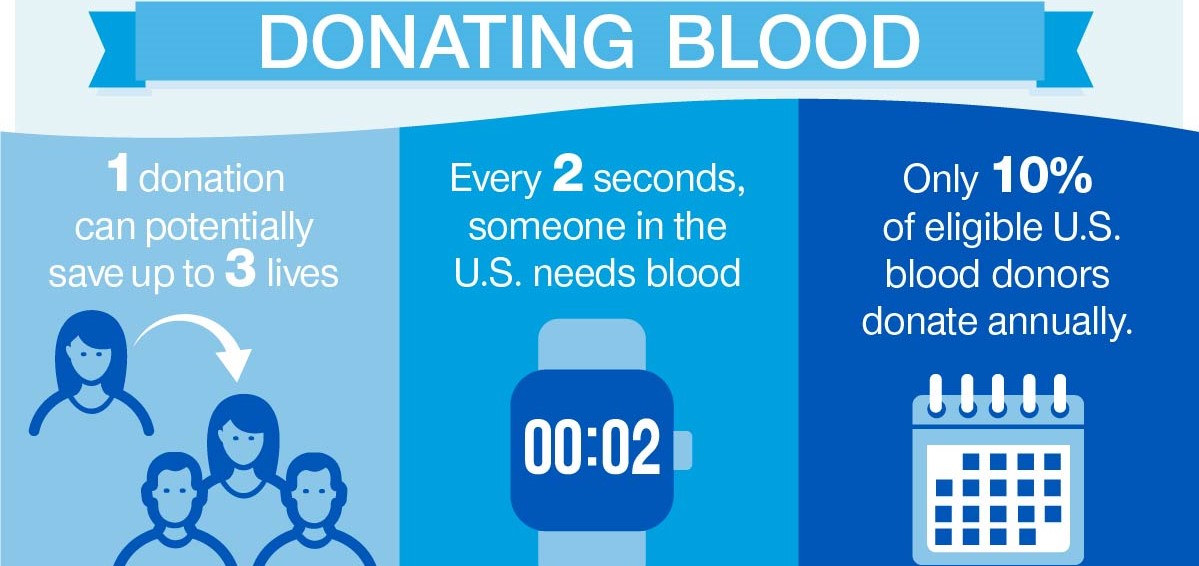 DONATING BLOOD
1 donation
can potentially
save up to 3 lives
Every 2 seconds,
someone in the
U.S. needs blood
00:02
Only 10%
of eligible U.S.
blood donors
donate annually.